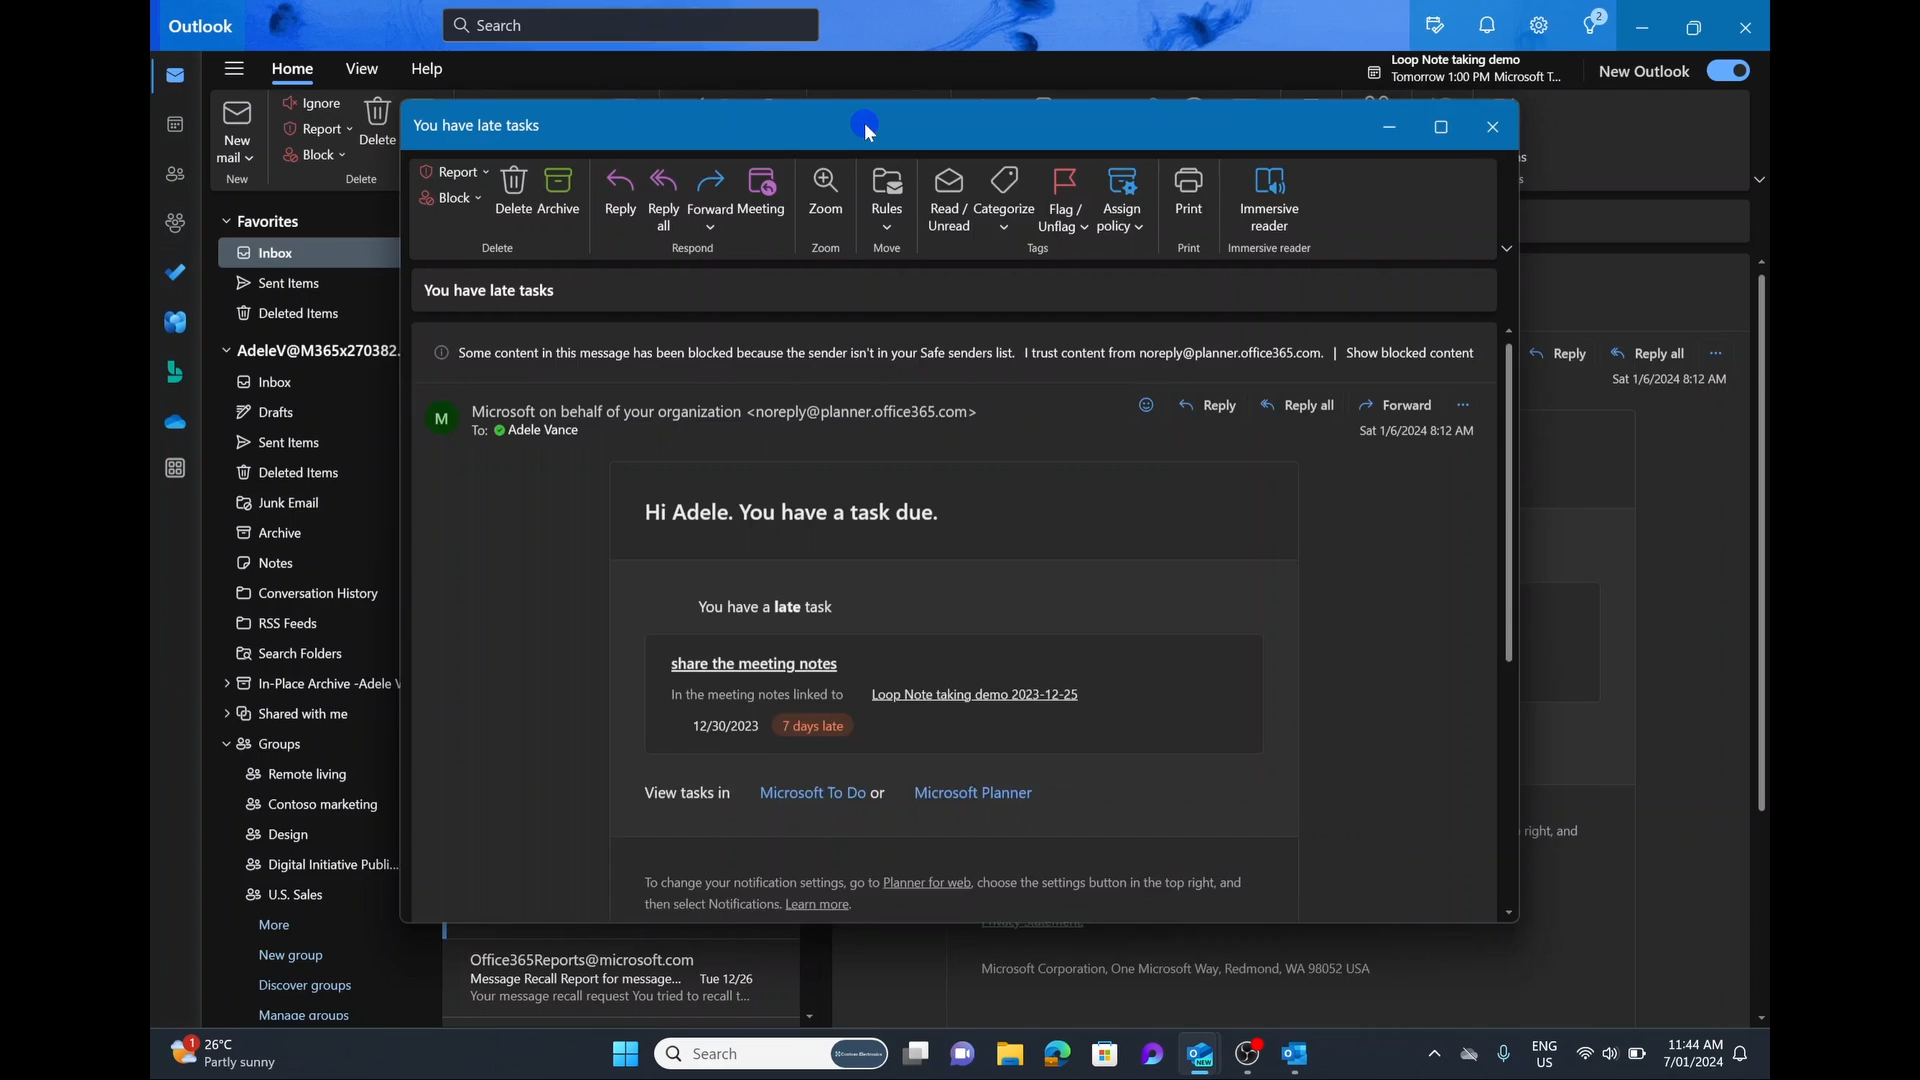 Outlook
Search
2
Home
View
Help
Loop Note taking demo
Tomorrow 1:00 PM Microsoft T...
New Outlook
New
mail
New
Ignore
Report
Block
Delete
Delete
You have late tasks
Report
Block
Delete
Archive
Delete
Reply
Reply
all
Forward
Meeting
Respond
Zoom
Zoom
Rules
Move
Read /
Unread
Categorize
Flag /
Unflag
Assign
policy
Tags
Print
Print
Immersive
reader
Immersive reader
You have late tasks
Some content in this message has been blocked because the sender isn't in your Safe senders list. I trust content from noreply@planner.office365.com. | Show blocked content
M
Microsoft on behalf of your organization <noreply@planner.office365.com>
To: Adele Vance
Reply
Reply all
Forward
Sat 1/6/2024 8:12 AM
Hi Adele. You have a task due.
You have a late task
share the meeting notes
In the meeting notes linked to Loop Note taking demo 2023-12-25
12/30/2023 7 days late
View tasks in Microsoft To Do or Microsoft Planner
To change your notification settings, go to Planner for web, choose the settings button in the top right, and
then select Notifications. Learn more.
Favorites
Inbox
Sent Items
Deleted Items
AdeleV@M365x270382.
Inbox
Drafts
Sent Items
Deleted Items
Junk Email
Archive
Notes
Conversation History
RSS Feeds
Search Folders
In-Place Archive -Adele V
Shared with me
Groups
Remote living
Contoso marketing
Design
Digital Initiative Publi...
U.S. Sales
More
New group
Discover groups
Manage groups
Reply
Reply all
Sat 1/6/2024 8:12 AM
right, and
Privacy Statement
Microsoft Corporation, One Microsoft Way, Redmond, WA 98052 USA
Office365Reports@microsoft.com
Message Recall Report for message... Tue 12/26
Your message recall request You tried to recall t...
1
26°C
Partly sunny
Search
NEW
ENG
US
11:44 AM
7/01/2024